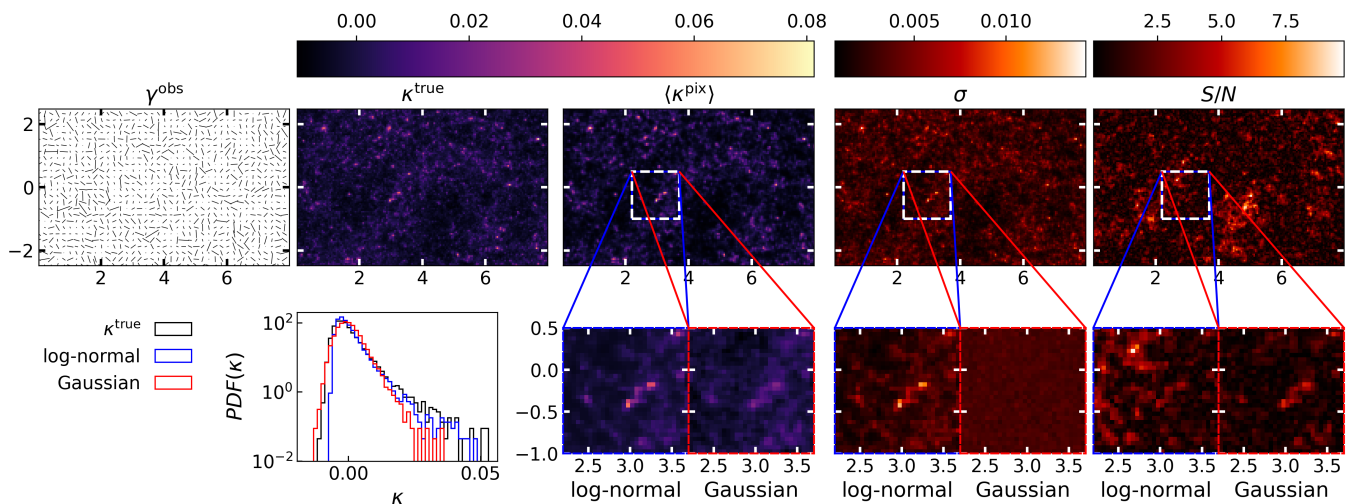 0.00 0.02 0.04 0.06 0.08
0.005 0.010
2.5 5.0 7.5
γ^obs
κ^true
⟨κ^pix⟩
σ
S/N
2
0
−2
2 4 6
2 4 6
2 4 6
2 4 6
2 4 6
κ^true
log-normal
Gaussian
PDF(κ)
10^2
10^0
10^−2
0.00 0.05
κ
0.5
0.0
−0.5
−1.0
2.5 3.0 3.5 2.5 3.0 3.5
log-normal Gaussian
2.5 3.0 3.5 2.5 3.0 3.5
log-normal Gaussian
2.5 3.0 3.5 2.5 3.0 3.5
log-normal Gaussian